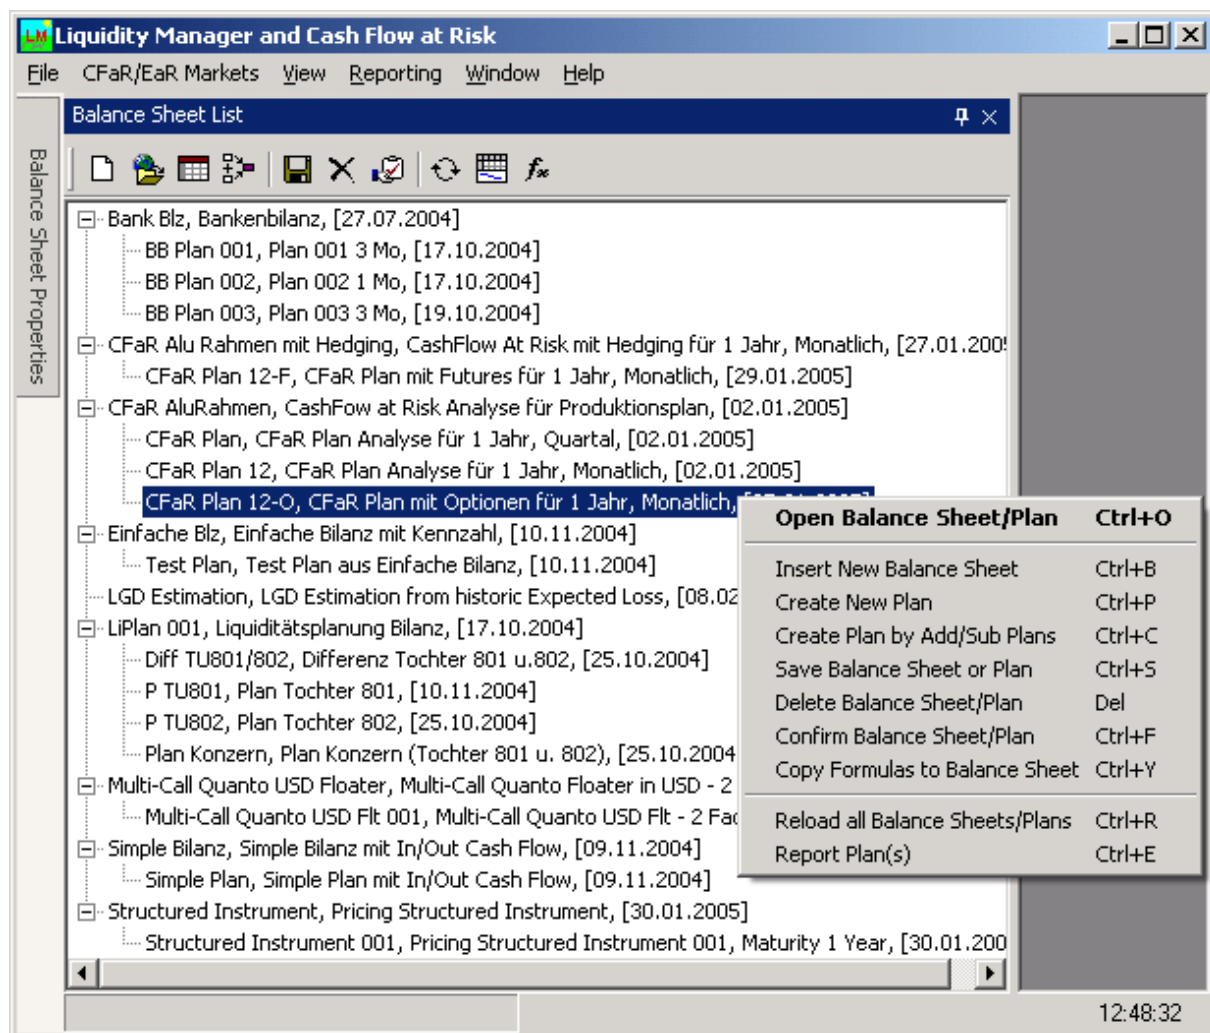 LM Liquidity Manager and Cash Flow at Risk
File CFaR/EaR Markets View Reporting Window Help
Balance Sheet List
Balance Sheet Properties
Bank Blz, Bankenbilanz, [27.07.2004]
BB Plan 001, Plan 001 3 Mo, [17.10.2004]
BB Plan 002, Plan 002 1 Mo, [17.10.2004]
BB Plan 003, Plan 003 3 Mo, [19.10.2004]
CFaR Alu Rahmen mit Hedging, CashFlow At Risk mit Hedging für 1 Jahr, Monatlich, [27.01.200
CFaR Plan 12-F, CFaR Plan mit Futures für 1 Jahr, Monatlich, [29.01.2005]
CFaR AluRahmen, CashFow at Risk Analyse für Produktionsplan, [02.01.2005]
CFaR Plan, CFaR Plan Analyse für 1 Jahr, Quartal, [02.01.2005]
CFaR Plan 12, CFaR Plan Analyse für 1 Jahr, Monatlich, [02.01.2005]
CFaR Plan 12-O, CFaR Plan mit Optionen für 1 Jahr, Monatlich,
Einfache Blz, Einfache Bilanz mit Kennzahl, [10.11.2004]
Test Plan, Test Plan aus Einfache Bilanz, [10.11.2004]
LGD Estimation, LGD Estimation from historic Expected Loss, [08.02
LiPlan 001, Liquiditätsplanung Bilanz, [17.10.2004]
Diff TU801/802, Differenz Tochter 801 u.802, [25.10.2004]
P TU801, Plan Tochter 801, [10.11.2004]
P TU802, Plan Tochter 802, [25.10.2004]
Plan Konzern, Plan Konzern (Tochter 801 u. 802), [25.10.2004
Multi-Call Quanto USD Floater, Multi-Call Quanto Floater in USD - 2
Multi-Call Quanto USD Flt 001, Multi-Call Quanto USD Flt - 2 Fac
Simple Bilanz, Simple Bilanz mit In/Out Cash Flow, [09.11.2004]
Simple Plan, Simple Plan mit In/Out Cash Flow, [09.11.2004]
Structured Instrument, Pricing Structured Instrument, [30.01.2005]
Structured Instrument 001, Pricing Structured Instrument 001, Maturity 1 Year, [30.01.200
Open Balance Sheet/Plan Ctrl+O
Insert New Balance Sheet Ctrl+B
Create New Plan Ctrl+P
Create Plan by Add/Sub Plans Ctrl+C
Save Balance Sheet or Plan Ctrl+S
Delete Balance Sheet/Plan Del
Confirm Balance Sheet/Plan Ctrl+F
Copy Formulas to Balance Sheet Ctrl+Y
Reload all Balance Sheets/Plans Ctrl+R
Report Plan(s) Ctrl+E
12:48:32